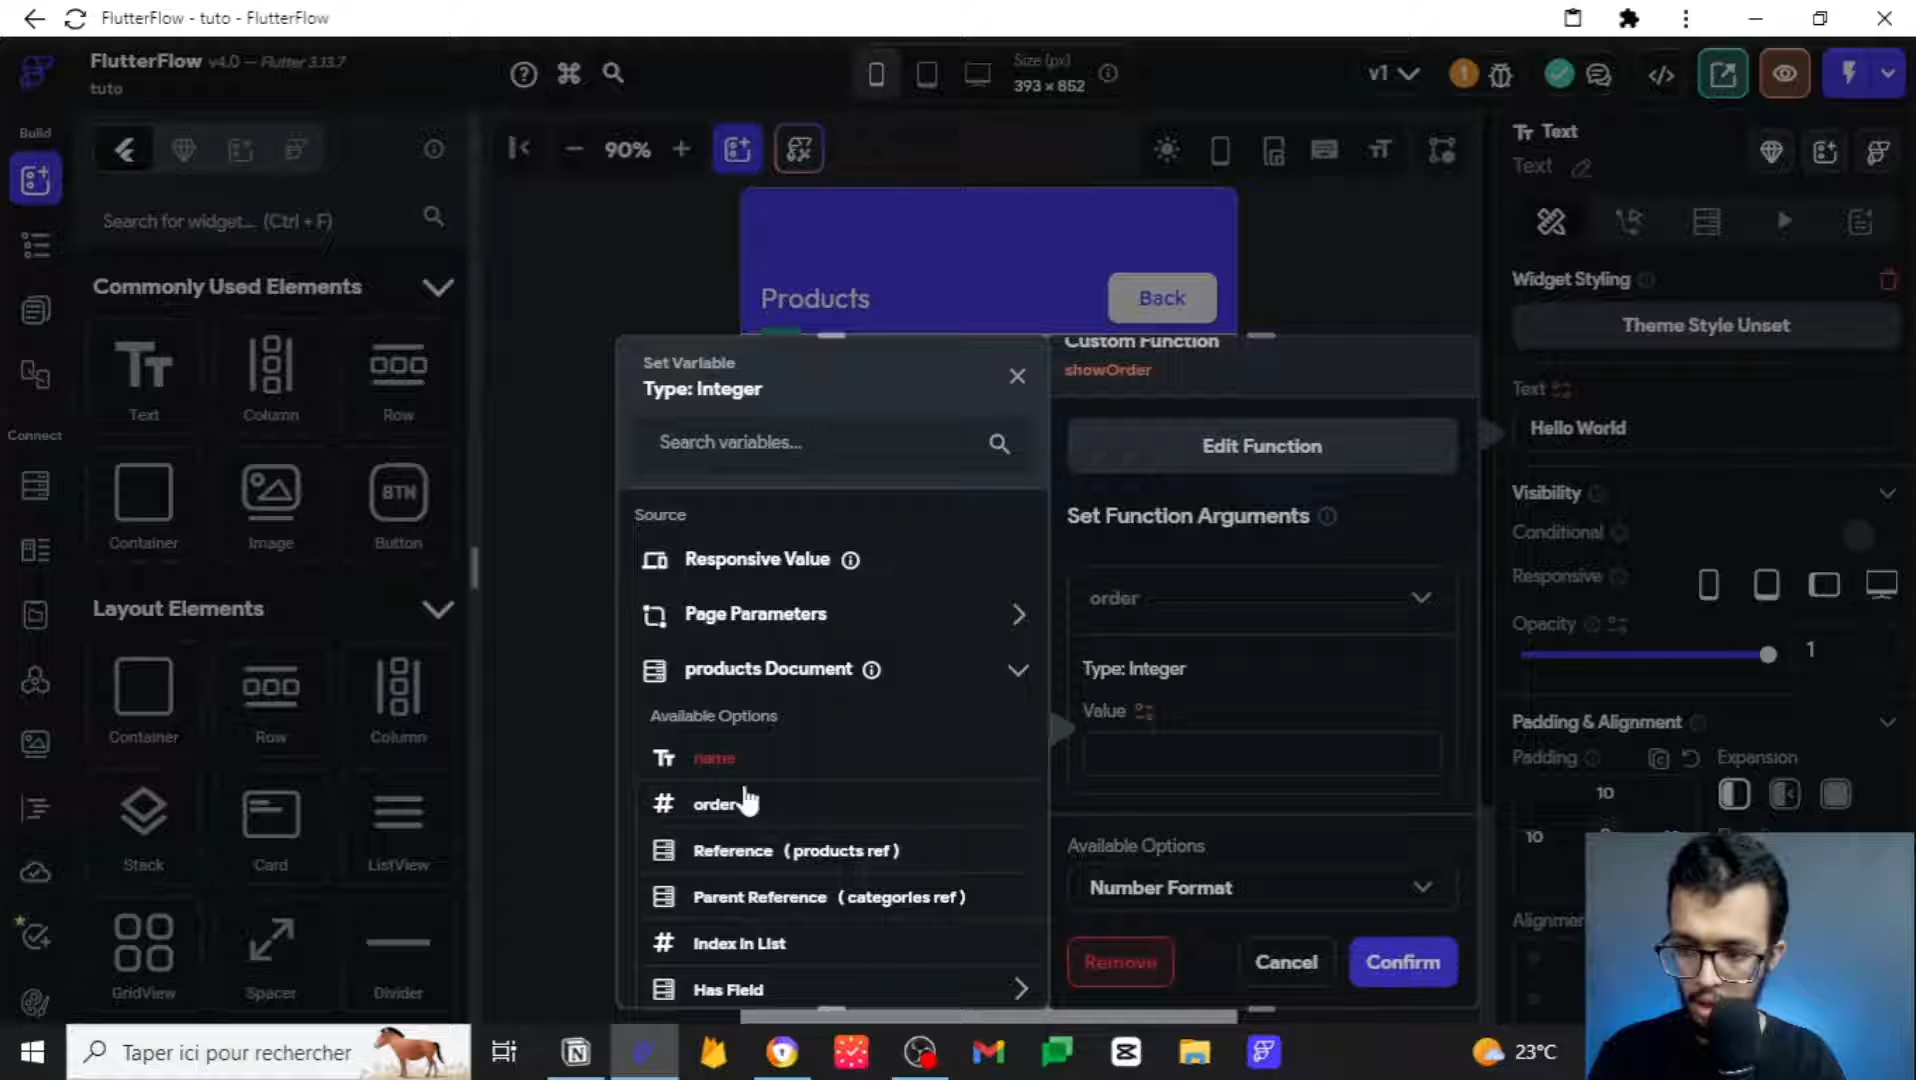 FlutterFlow - tuto - FlutterFlow
FlutterFlow v4.0 — Flutter 3.13.7
tuto
Size (px)
393 × 852
v1
1
Build
Connect
90%
Search for widget... (Ctrl + F)
Commonly Used Elements
Text
Column
Row
Container
Image
BTN
Button
Layout Elements
Container
Row
Column
Stack
Card
ListView
GridView
Spacer
Divider
Products
Back
Set Variable
Type: Integer
Search variables...
Source
Responsive Value
Page Parameters
products Document
Available Options
name
order
Reference ( products ref )
Parent Reference ( categories ref )
Index in List
Has Field
Custom Function
showOrder
Edit Function
Set Function Arguments
order
Type: Integer
Value
Available Options
Number Format
Remove
Cancel
Confirm
Text
Text
Widget Styling
Theme Style Unset
Text
Hello World
Visibility
Conditional
Responsive
Opacity
1
Padding & Alignment
Padding
Expansion
10
10
Taper ici pour rechercher
23°C